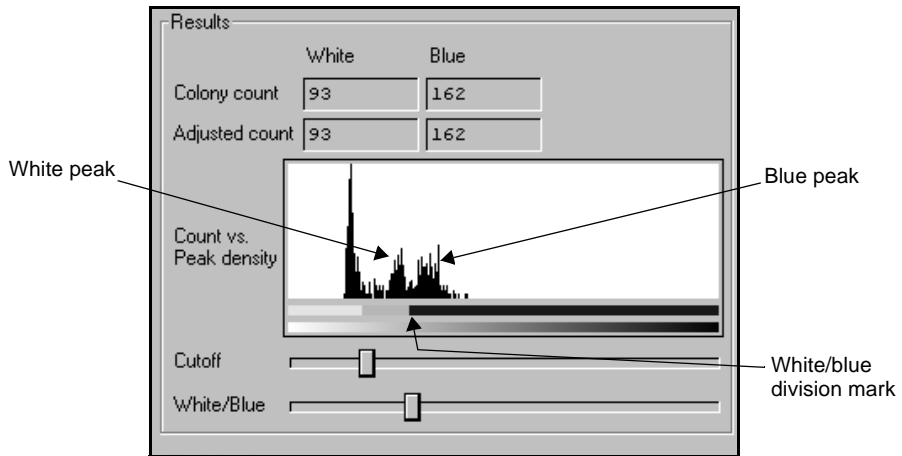 Results
White Blue
Colony count 93 162
Adjusted count 93 162
White peak
Blue peak
Count vs.
Peak density
Cutoff
White/blue
division mark
White/Blue